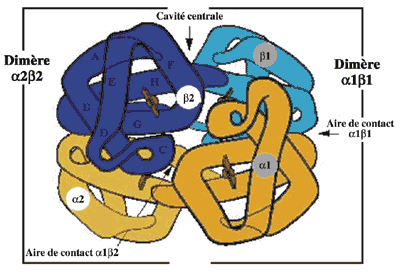 Cavité centrale
Dimère
α2β2
Dimère
α1β1
β1
β2
A
F
E
H
B
G
D
C
Aire de contact
α1β1
α1
α2
Aire de contact α1β2